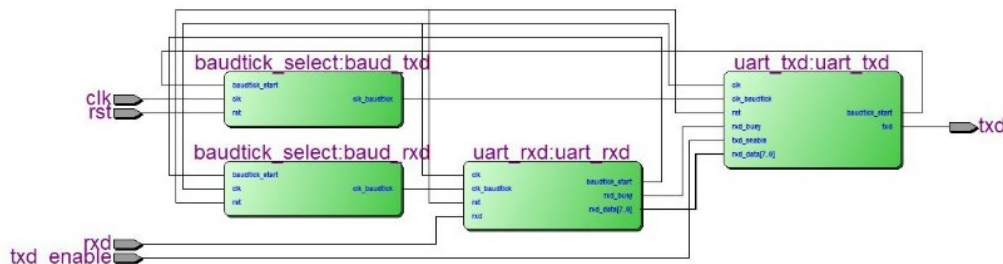 baudtick_select:baud_txd
baudtick_start
clk
rst
clk_baudtick
clk
rst
baudtick_select:baud_rxd
baudtick_start
clk
rst
clk_baudtick
uart_rxd:uart_rxd
clk
clk_baudtick
rst
rxd
baudtick_start
rxd_busy
rxd_data[7..0]
uart_txd:uart_txd
clk
clk_baudtick
rst
rxd_busy
txd_enable
rxd_data[7..0]
baudtick_start
txd
txd
rxd
txd_enable